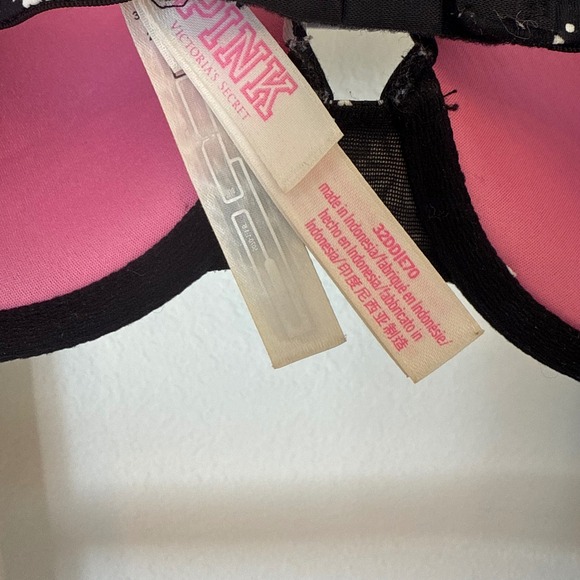 PINK
VICTORIA'S SECRET
32DD|E70
made in Indonesia/fabriqué en Indonésie/
hecho en Indonesia/fabbricato in
Indonesia/印度尼西亚制造